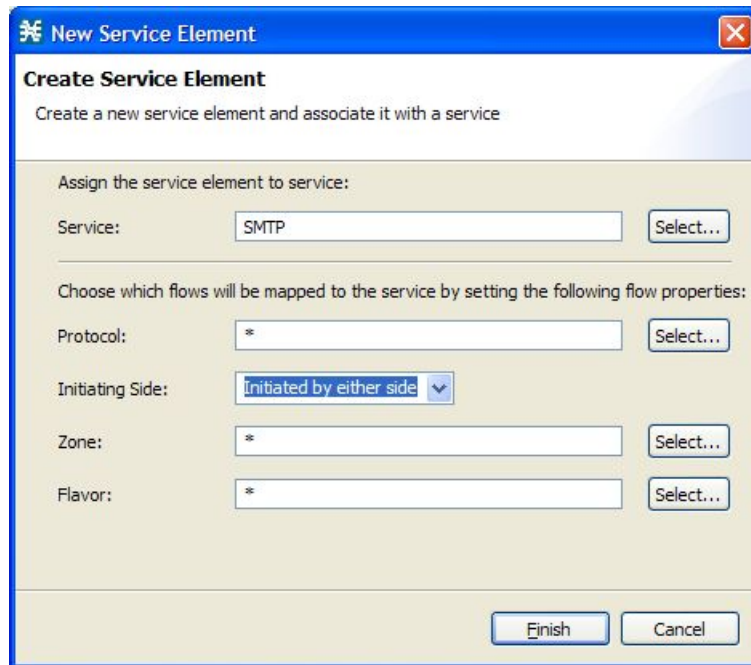 New Service Element
Create Service Element
Create a new service element and associate it with a service
Assign the service element to service:
Service: SMTP Select...
Choose which flows will be mapped to the service by setting the following flow properties:
Protocol: * Select...
Initiating Side: Initiated by either side
Zone: * Select...
Flavor: * Select...
Finish Cancel